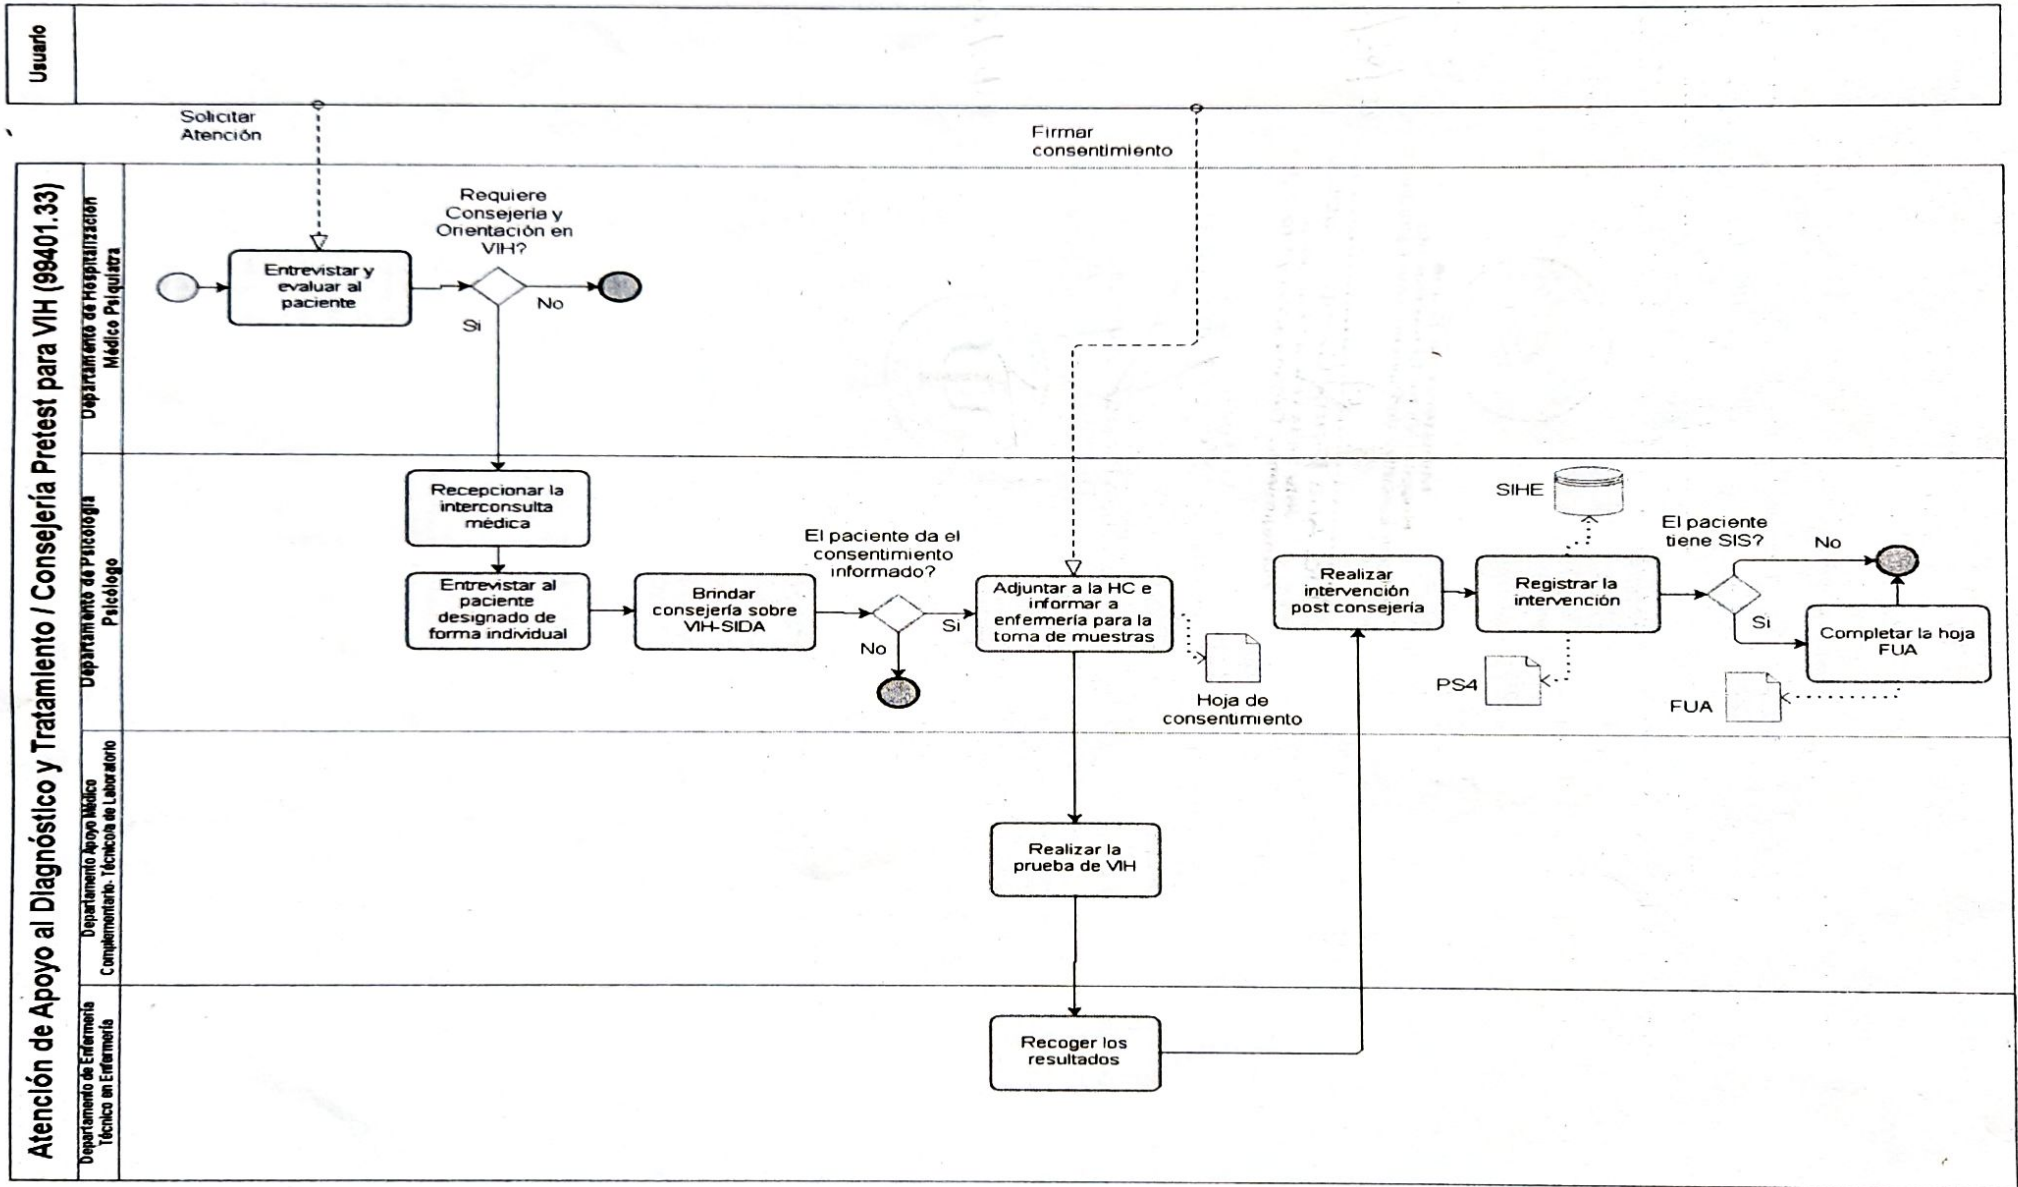 Usuario
Solicitar
Atención
Firmar
consentimiento
Atención de Apoyo al Diagnóstico y Tratamiento / Consejería Pretest para VIH (99401.33)
Departamento de Hospitalización
Médico Psiquiatra
Entrevistar y
evaluar al
paciente
Requiere
Consejería y
Orientación en
VIH?
No
Si
Departamento de Psicología
Psicólogo
Recepcionar la
interconsulta
médica
Entrevistar al
paciente
designado de
forma individual
Brindar
consejería sobre
VIH-SIDA
El paciente da el
consentimiento
informado?
Si
No
Adjuntar a la HC e
informar a
enfermería para la
toma de muestras
Hoja de
consentimiento
Realizar
intervención
post consejería
SIHE
Registrar la
intervención
PS4
El paciente
tiene SIS?
No
Si
Completar la hoja
FUA
FUA
Departamento Apoyo Médico
Complementario- Técnico/a de Laboratorio
Realizar la
prueba de VIH
Departamento de Enfermería
Técnico en Enfermería
Recoger los
resultados